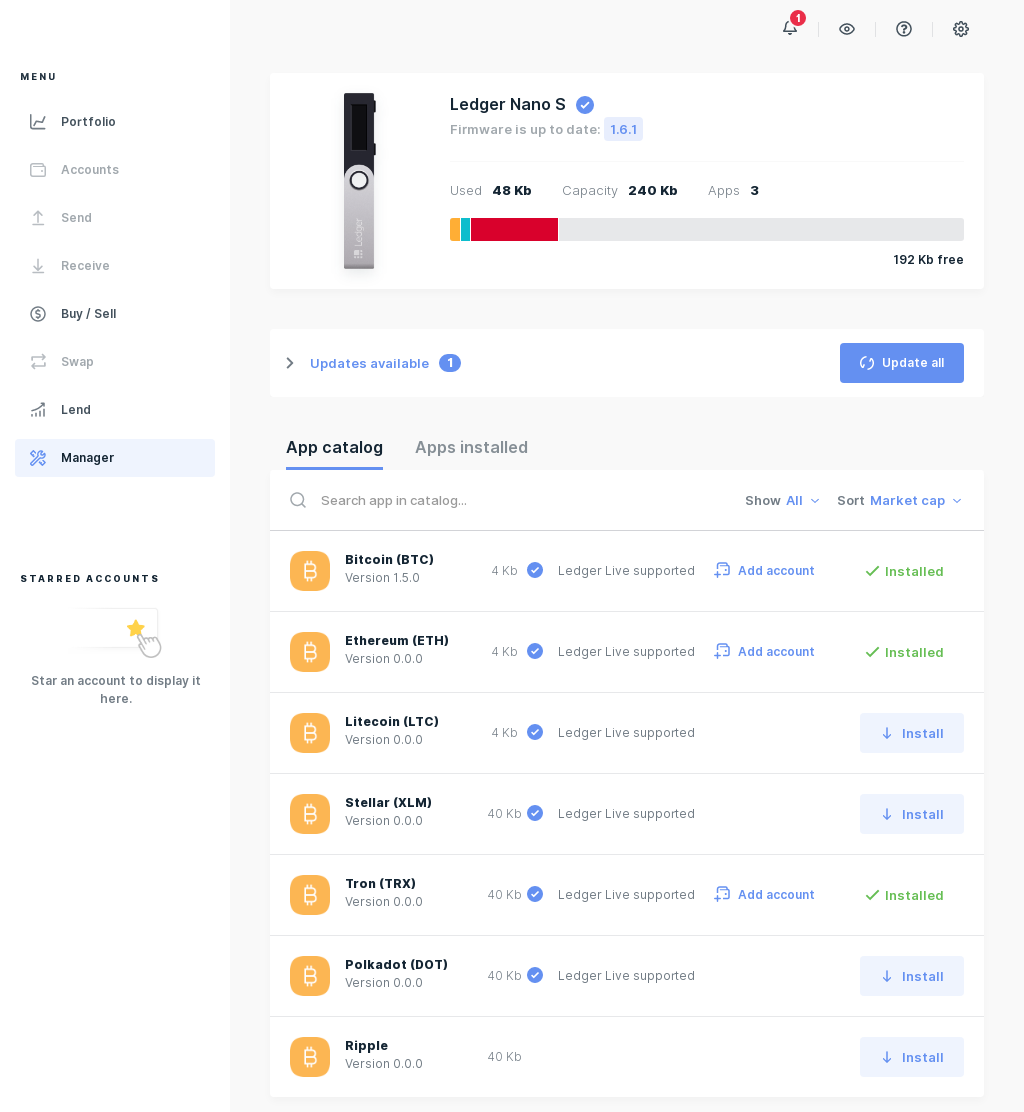 1
MENU
Portfolio
Accounts
Send
Receive
Buy / Sell
Swap
Lend
Manager
STARRED ACCOUNTS
Star an account to display it
here.
Ledger Nano S
Firmware is up to date: 1.6.1
Used 48 Kb Capacity 240 Kb Apps 3
Ledger
192 Kb free
Updates available 1 Update all
App catalog Apps installed
Search app in catalog... Show All Sort Market cap
Bitcoin (BTC)
Version 1.5.0
4 Kb Ledger Live supported Add account Installed
Ethereum (ETH)
Version 0.0.0
4 Kb Ledger Live supported Add account Installed
Litecoin (LTC)
Version 0.0.0
4 Kb Ledger Live supported Install
Stellar (XLM)
Version 0.0.0
40 Kb Ledger Live supported Install
Tron (TRX)
Version 0.0.0
40 Kb Ledger Live supported Add account Installed
Polkadot (DOT)
Version 0.0.0
40 Kb Ledger Live supported Install
Ripple
Version 0.0.0
40 Kb Install